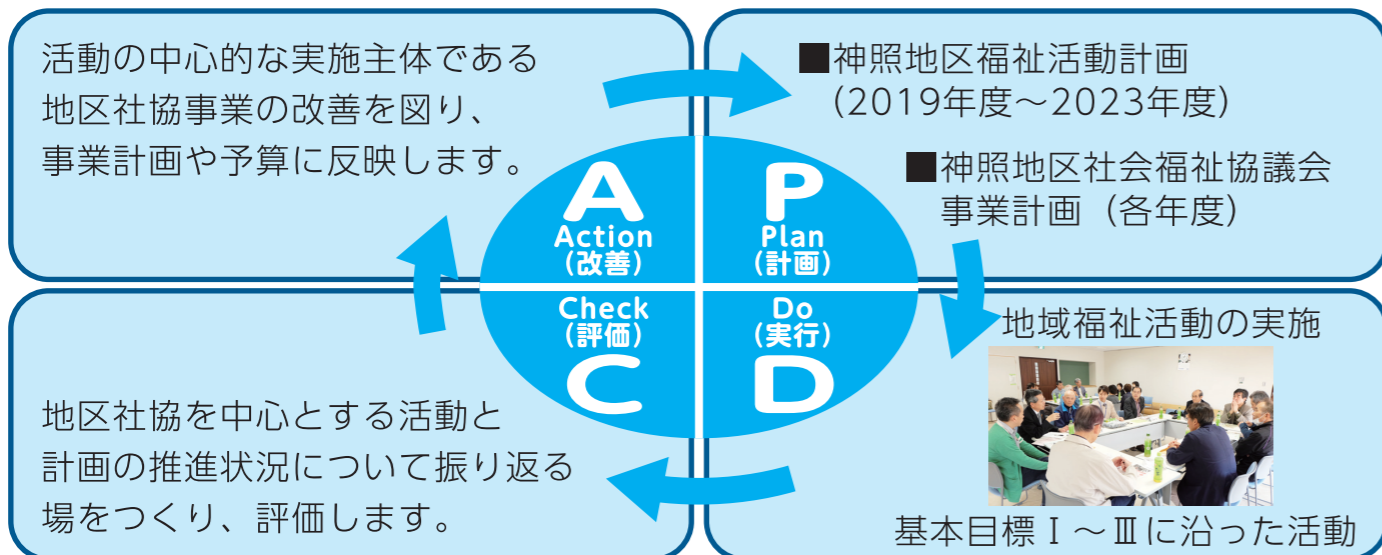 活動の中心的な実施主体である
地区社協事業の改善を図り、
事業計画や予算に反映します。
■神照地区福祉活動計画
（2019年度～2023年度）
■神照地区社会福祉協議会
事業計画（各年度）
A
Action
（改善）
P
Plan
（計画）
Check
（評価）
C
Do
（実行）
D
地区社協を中心とする活動と
計画の推進状況について振り返る
場をつくり、評価します。
地域福祉活動の実施
基本目標Ⅰ～Ⅲに沿った活動